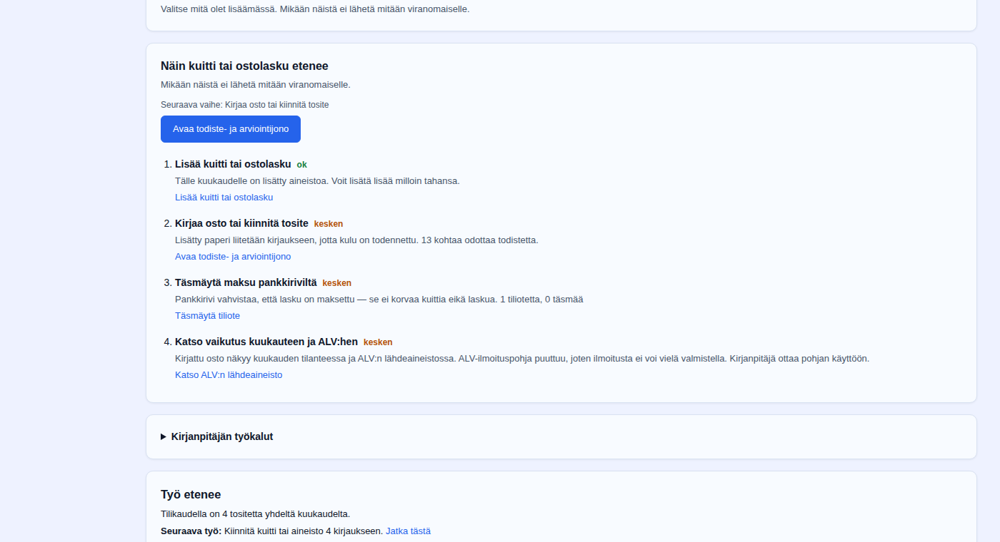 Valitse mitä olet lisäämässä. Mikään näistä ei lähetä mitään viranomaiselle.
Näin kuitti tai ostolasku etenee
Mikään näistä ei lähetä mitään viranomaiselle.
Seuraava vaihe: Kirjaa osto tai kiinnitä tosite
Avaa todiste- ja arviointijono
1. Lisää kuitti tai ostolasku ok
Tälle kuukaudelle on lisätty aineistoa. Voit lisätä lisää milloin tahansa.
Lisää kuitti tai ostolasku
2. Kirjaa osto tai kiinnitä tosite kesken
Lisätty paperi liitetään kirjaukseen, jotta kulu on todennettu. 13 kohtaa odottaa todistetta.
Avaa todiste- ja arviointijono
3. Täsmäytä maksu pankkiriviltä kesken
Pankkirivi vahvistaa, että lasku on maksettu — se ei korvaa kuittia eikä laskua. 1 tiliotetta, 0 täsmää
Täsmäytä tiliote
4. Katso vaikutus kuukauteen ja ALV:hen kesken
Kirjattu osto näkyy kuukauden tilanteessa ja ALV:n lähdeaineistossa. ALV-ilmoituspohja puuttuu, joten ilmoitusta ei voi vielä valmistella. Kirjanpitäjä ottaa pohjan käyttöön.
Katso ALV:n lähdeaineisto
Kirjanpitäjän työkalut
Työ etenee
Tilikaudella on 4 tositetta yhdeltä kuukaudelta.
Seuraava työ: Kiinnitä kuitti tai aineisto 4 kirjaukseen. Jatka tästä